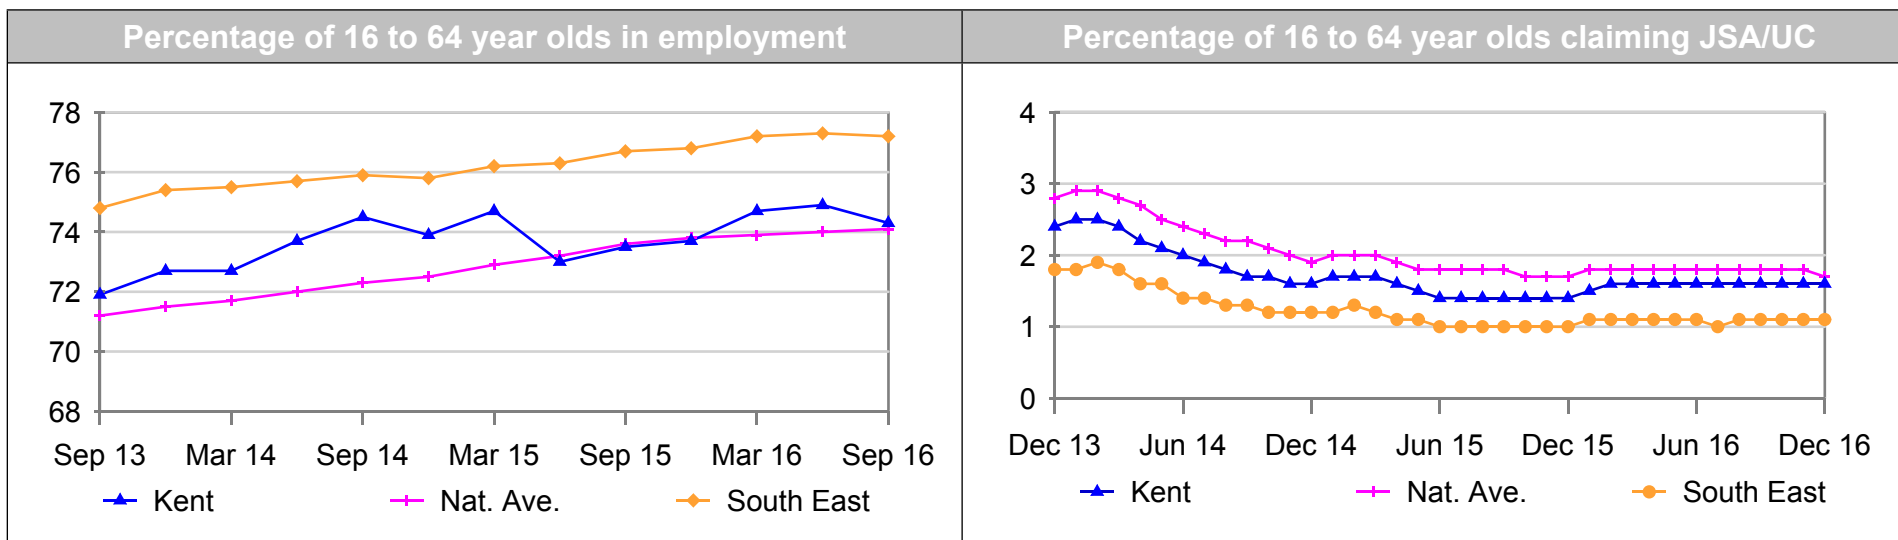 Percentage of 16 to 64 year olds in employment
78
76
74
72
70
68
Sep 13 Mar 14 Sep 14 Mar 15 Sep 15 Mar 16 Sep 16
Kent Nat. Ave. South East
Percentage of 16 to 64 year olds claiming JSA/UC
4
3
2
1
0
Dec 13 Jun 14 Dec 14 Jun 15 Dec 15 Jun 16 Dec 16
Kent Nat. Ave. South East